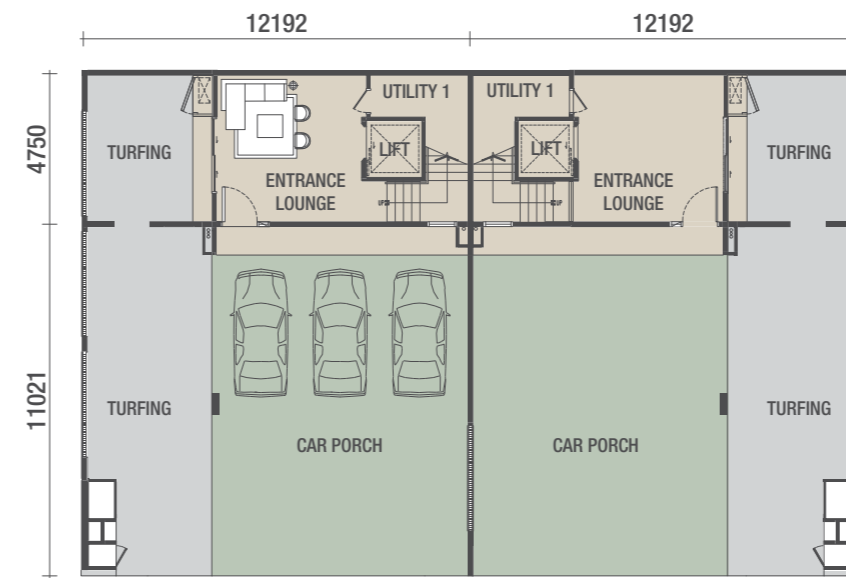 12192 12192
4750
UTILITY 1 UTILITY 1
TURFING LIFT LIFT TURFING
ENTRANCE
LOUNGE
ENTRANCE
LOUNGE
11021
TURFING TURFING
CAR PORCH CAR PORCH